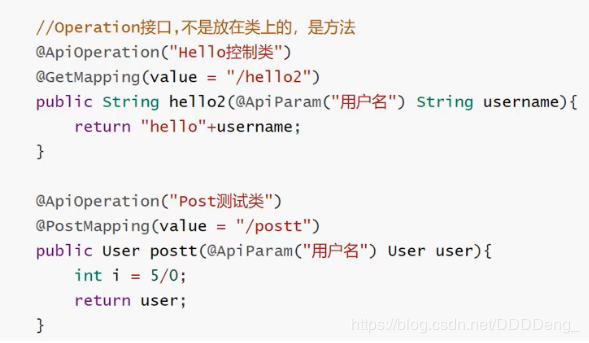 //Operation接口,不是放在类上的，是方法
@ApiOperation("Hello控制类")
@GetMapping(value = "/hello2")
public String hello2(@ApiParam("用户名") String username){
    return "hello"+username;
}
@ApiOperation("Post测试类")
@PostMapping(value = "/postt")
public User postt(@ApiParam("用户名") User user){
    int i = 5/0;
    return user;
}
https://blog.csdn.net/DDDDeng_